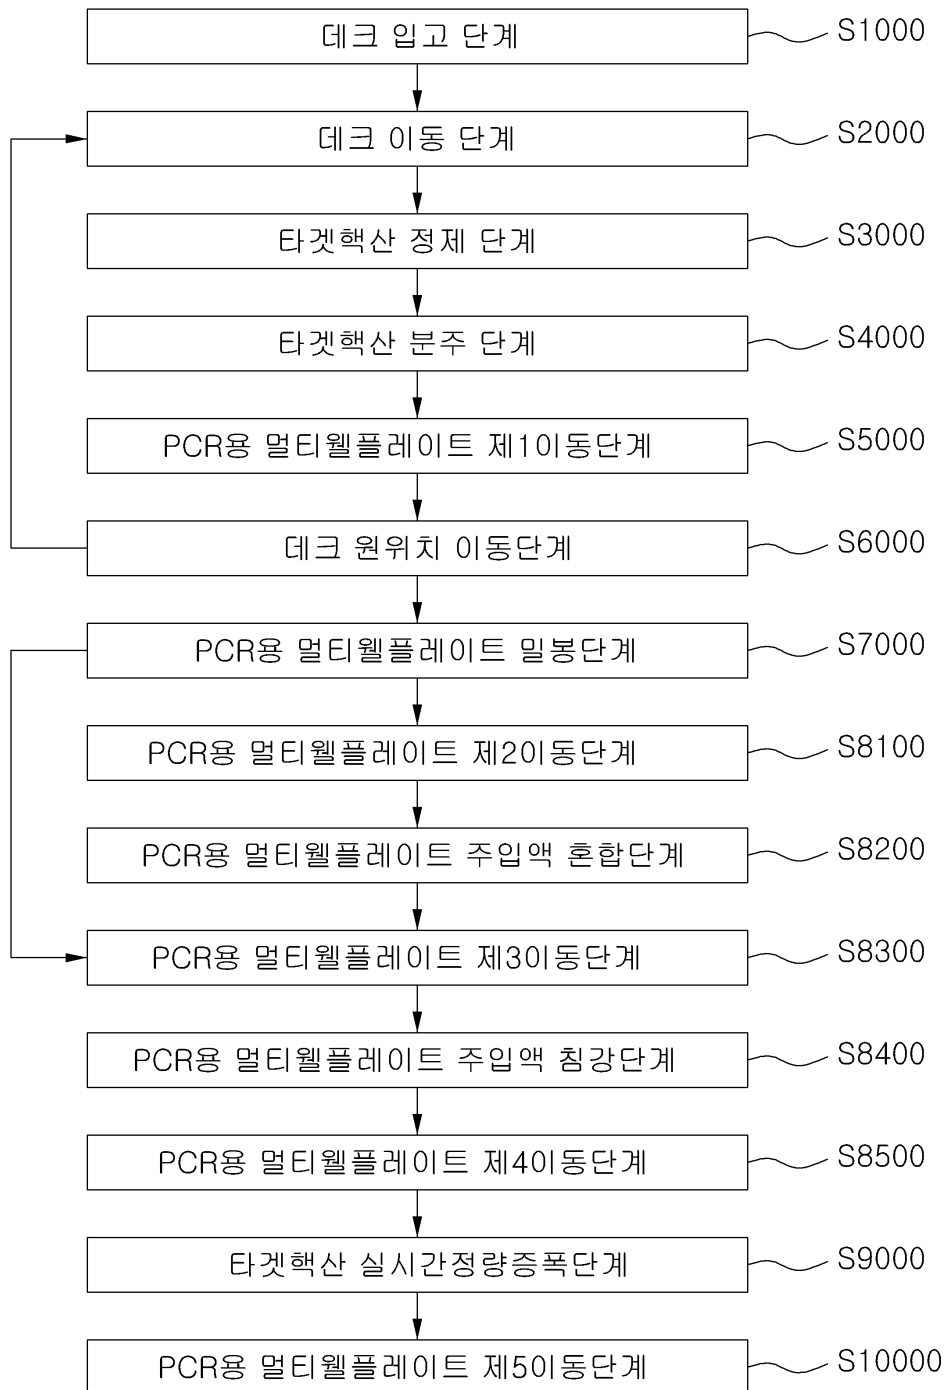 데크 입고 단계 S1000
데크 이동 단계 S2000
타겟핵산 정제 단계 S3000
타겟핵산 분주 단계 S4000
PCR용 멀티웰플레이트 제1이동단계 S5000
데크 원위치 이동단계 S6000
PCR용 멀티웰플레이트 밀봉단계 S7000
PCR용 멀티웰플레이트 제2이동단계 S8100
PCR용 멀티웰플레이트 주입액 혼합단계 S8200
PCR용 멀티웰플레이트 제3이동단계 S8300
PCR용 멀티웰플레이트 주입액 침강단계 S8400
PCR용 멀티웰플레이트 제4이동단계 S8500
타겟핵산 실시간정량증폭단계 S9000
PCR용 멀티웰플레이트 제5이동단계 S10000